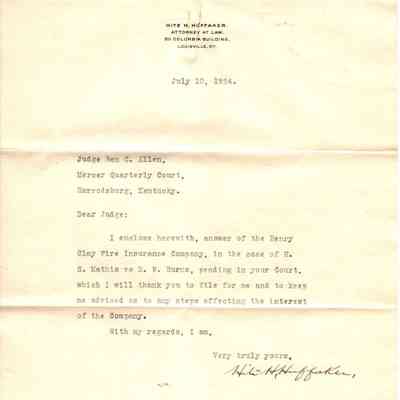 HITE H. HUFFAKER.
ATTORNEY AT LAW.
COLUMBIA BUILDING.
LOUISVILLE, KY.
July 10, 1924.
Judge Ben C. Allen,
Mercer Quarterly Court,
Harrodsburg, Kentucky.
Dear Judge:
I enclose herewith, answer of the Henry
Clay Fire Insurance Company, in the case of H.
S. Mathis vs D. W. Burns, pending in your Court,
which I will thank you to file for me and to keep
me advised as to any steps effecting the interest
of the Company.
With my regards, I am,
Very truly yours,
Hite H. Huffaker,